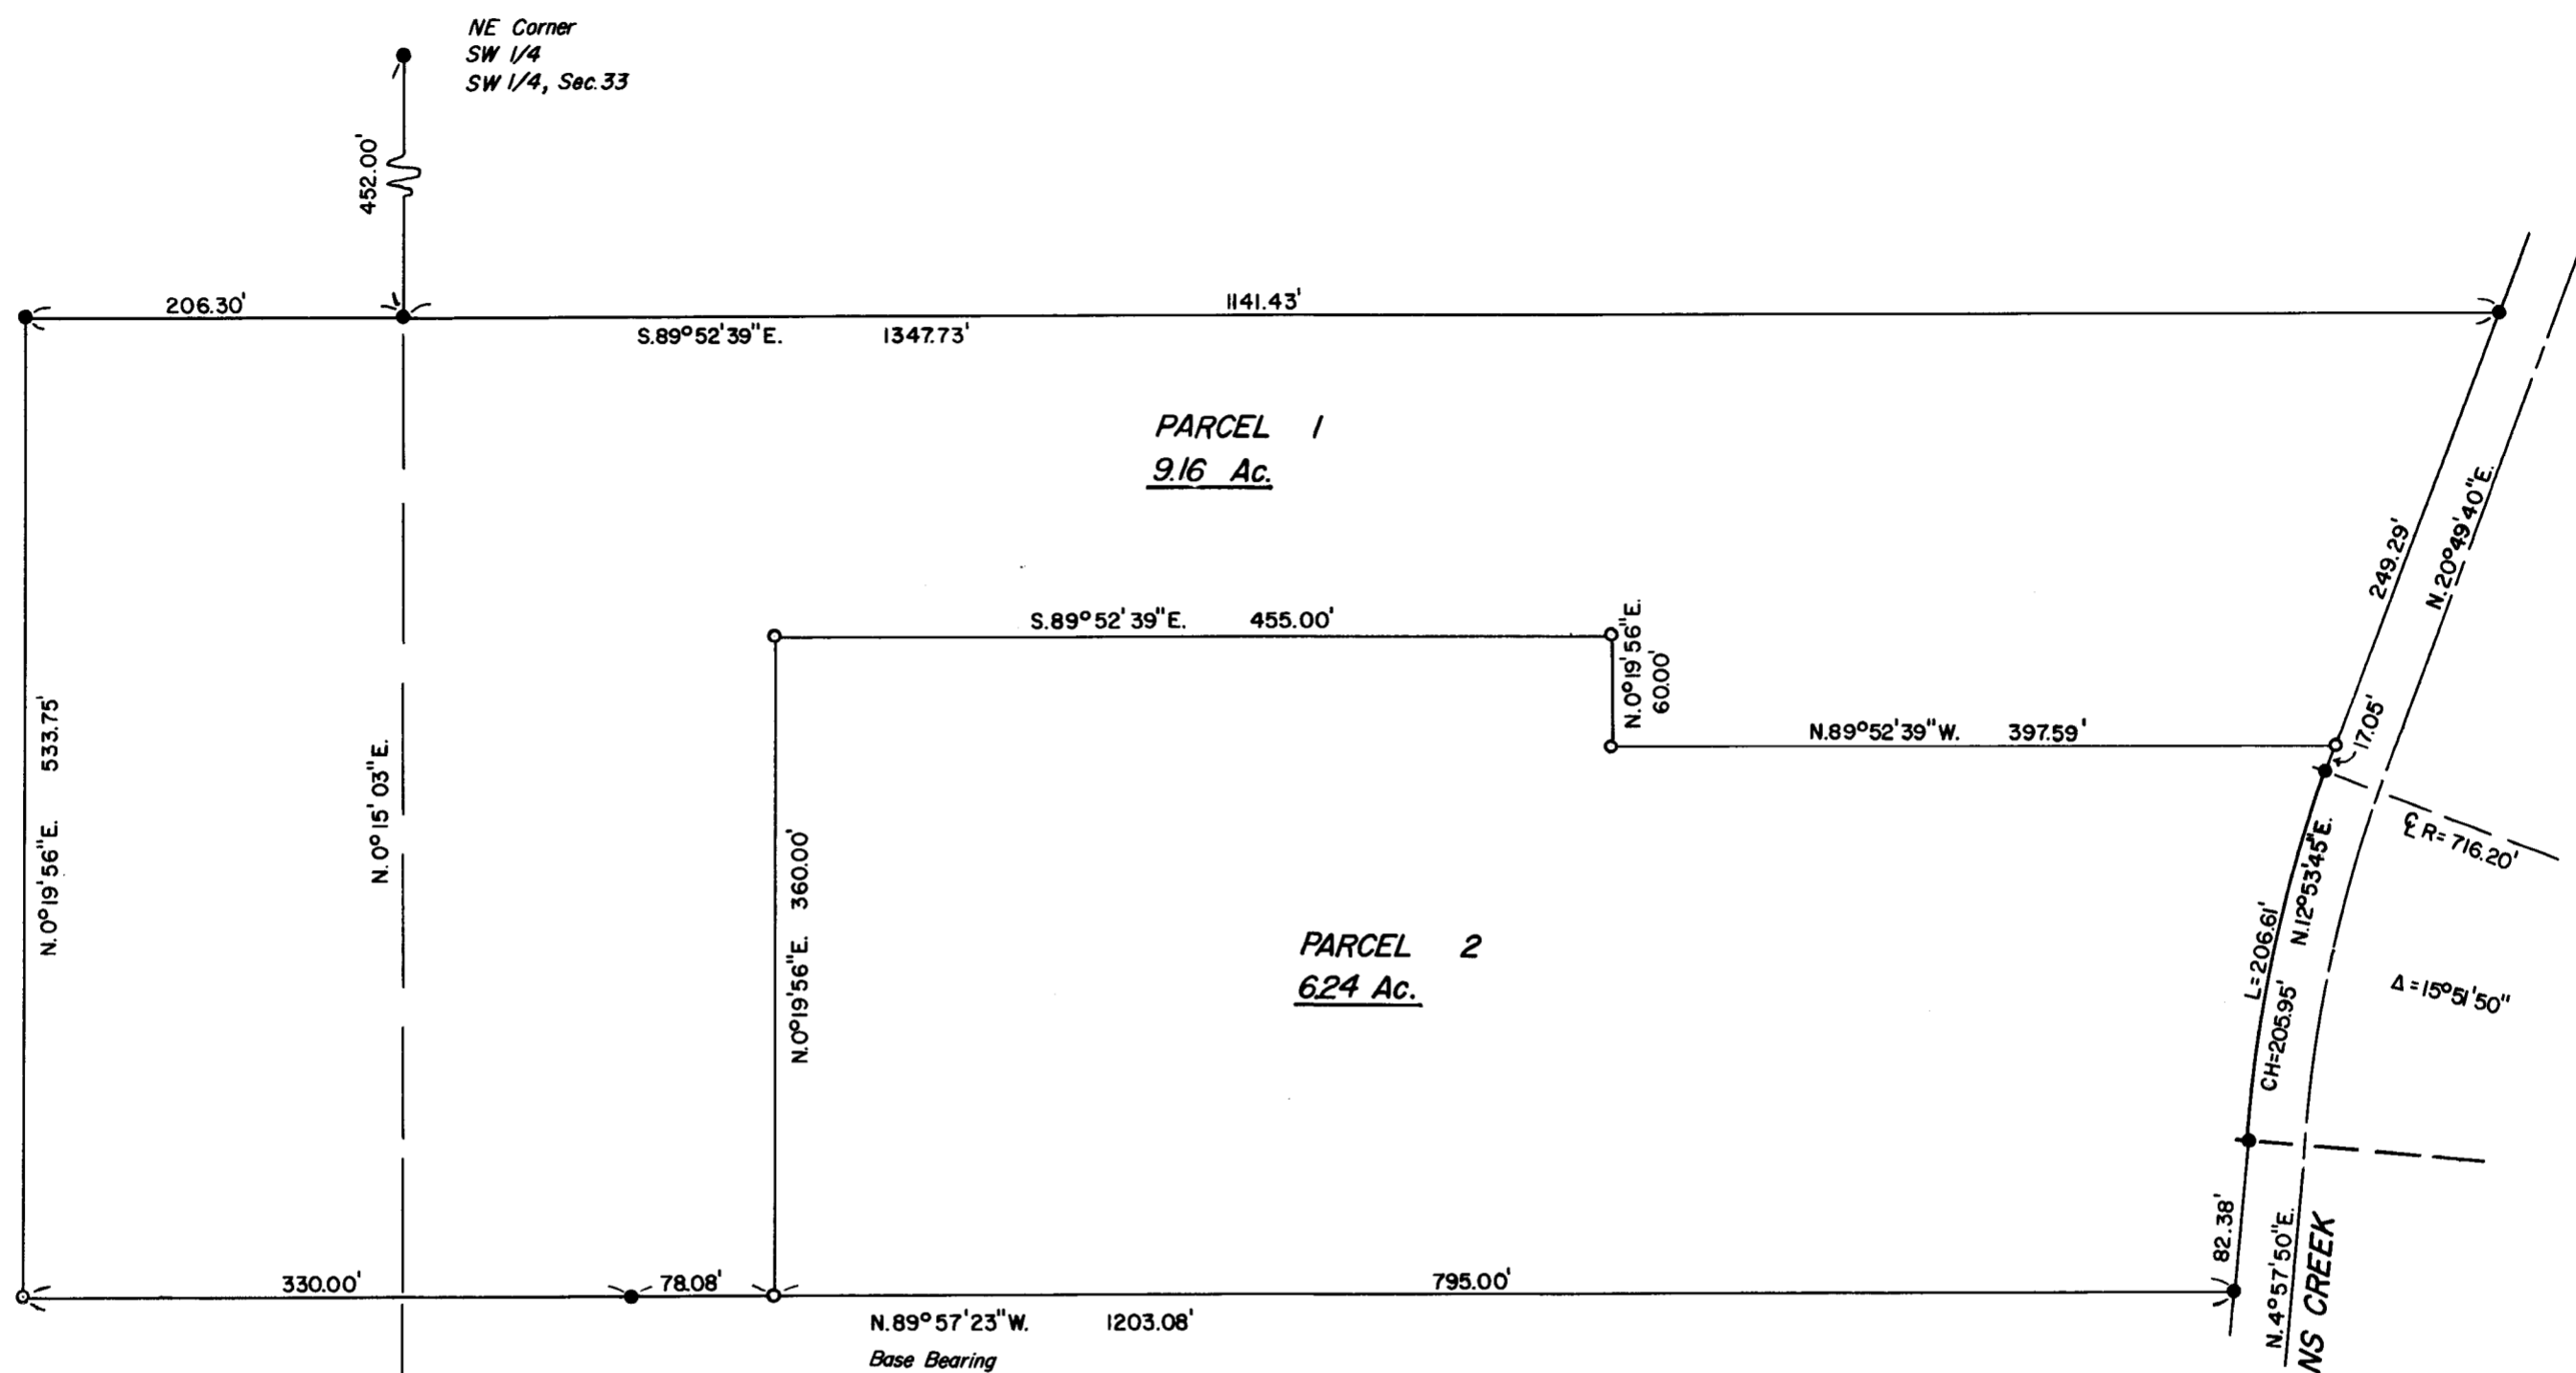 NE Corner
SW 1/4
SW 1/4, Sec.33
452.00'
206.30'
1141.43'
S.89°52'39"E. 1347.73'
PARCEL 1
9.16 Ac.
249.29'
N.20°49'40"E.
S.89°52'39"E. 455.00'
N.0°19'56"E.
60.00'
N.89°52'39"W. 397.59'
17.05'
℄ R=716.20'
N.0°19'56"E. 533.75'
N.0°15'03"E.
N.0°19'56"E. 360.00'
PARCEL 2
6.24 Ac.
L=206.61'
CH=205.95' N.12°53'45"E.
Δ=15°51'50"
82.38'
N.4°57'50"E.
NS CREEK
330.00'
78.08'
795.00'
N.89°57'23"W. 1203.08'
Base Bearing